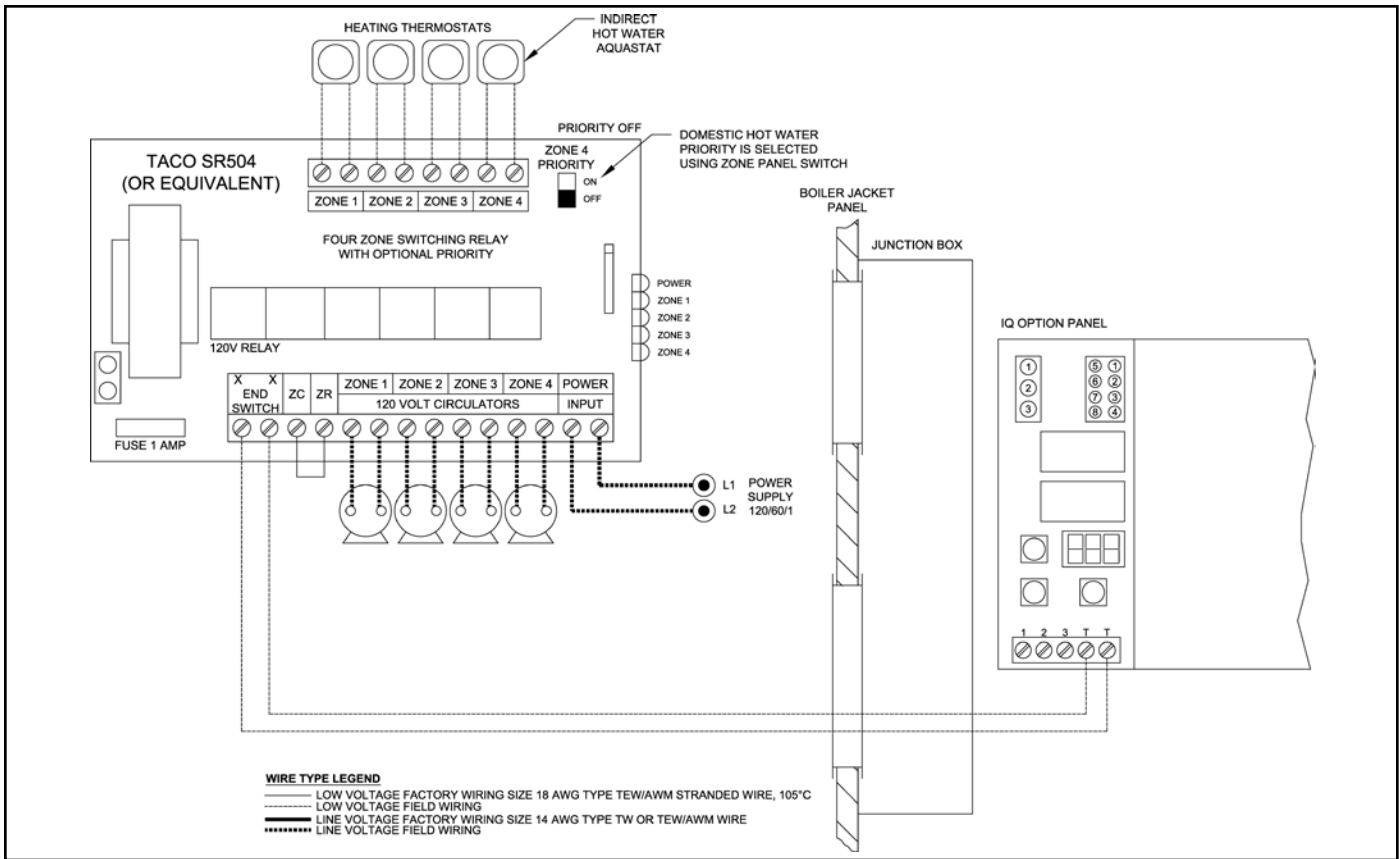 HEATING THERMOSTATS
INDIRECT
HOT WATER
AQUASTAT
TACO SR504
(OR EQUIVALENT)
ZONE 1 ZONE 2 ZONE 3 ZONE 4
PRIORITY OFF
ZONE 4
PRIORITY
ON
OFF
DOMESTIC HOT WATER
PRIORITY IS SELECTED
USING ZONE PANEL SWITCH
FOUR ZONE SWITCHING RELAY
WITH OPTIONAL PRIORITY
POWER
ZONE 1
ZONE 2
ZONE 3
ZONE 4
120V RELAY
FUSE 1 AMP
X X
END
SWITCH
ZC ZR
ZONE 1 ZONE 2 ZONE 3 ZONE 4
120 VOLT CIRCULATORS
POWER
INPUT
L1
L2
POWER
SUPPLY
120/60/1
BOILER JACKET
PANEL
JUNCTION BOX
IQ OPTION PANEL
1
2
3
5 1
6 2
7 3
8 4
1 2 3 T T
WIRE TYPE LEGEND
LOW VOLTAGE FACTORY WIRING SIZE 18 AWG TYPE TEW/AWM STRANDED WIRE, 105°C
LOW VOLTAGE FIELD WIRING
LINE VOLTAGE FACTORY WIRING SIZE 14 AWG TYPE TW OR TEW/AWM WIRE
LINE VOLTAGE FIELD WIRING